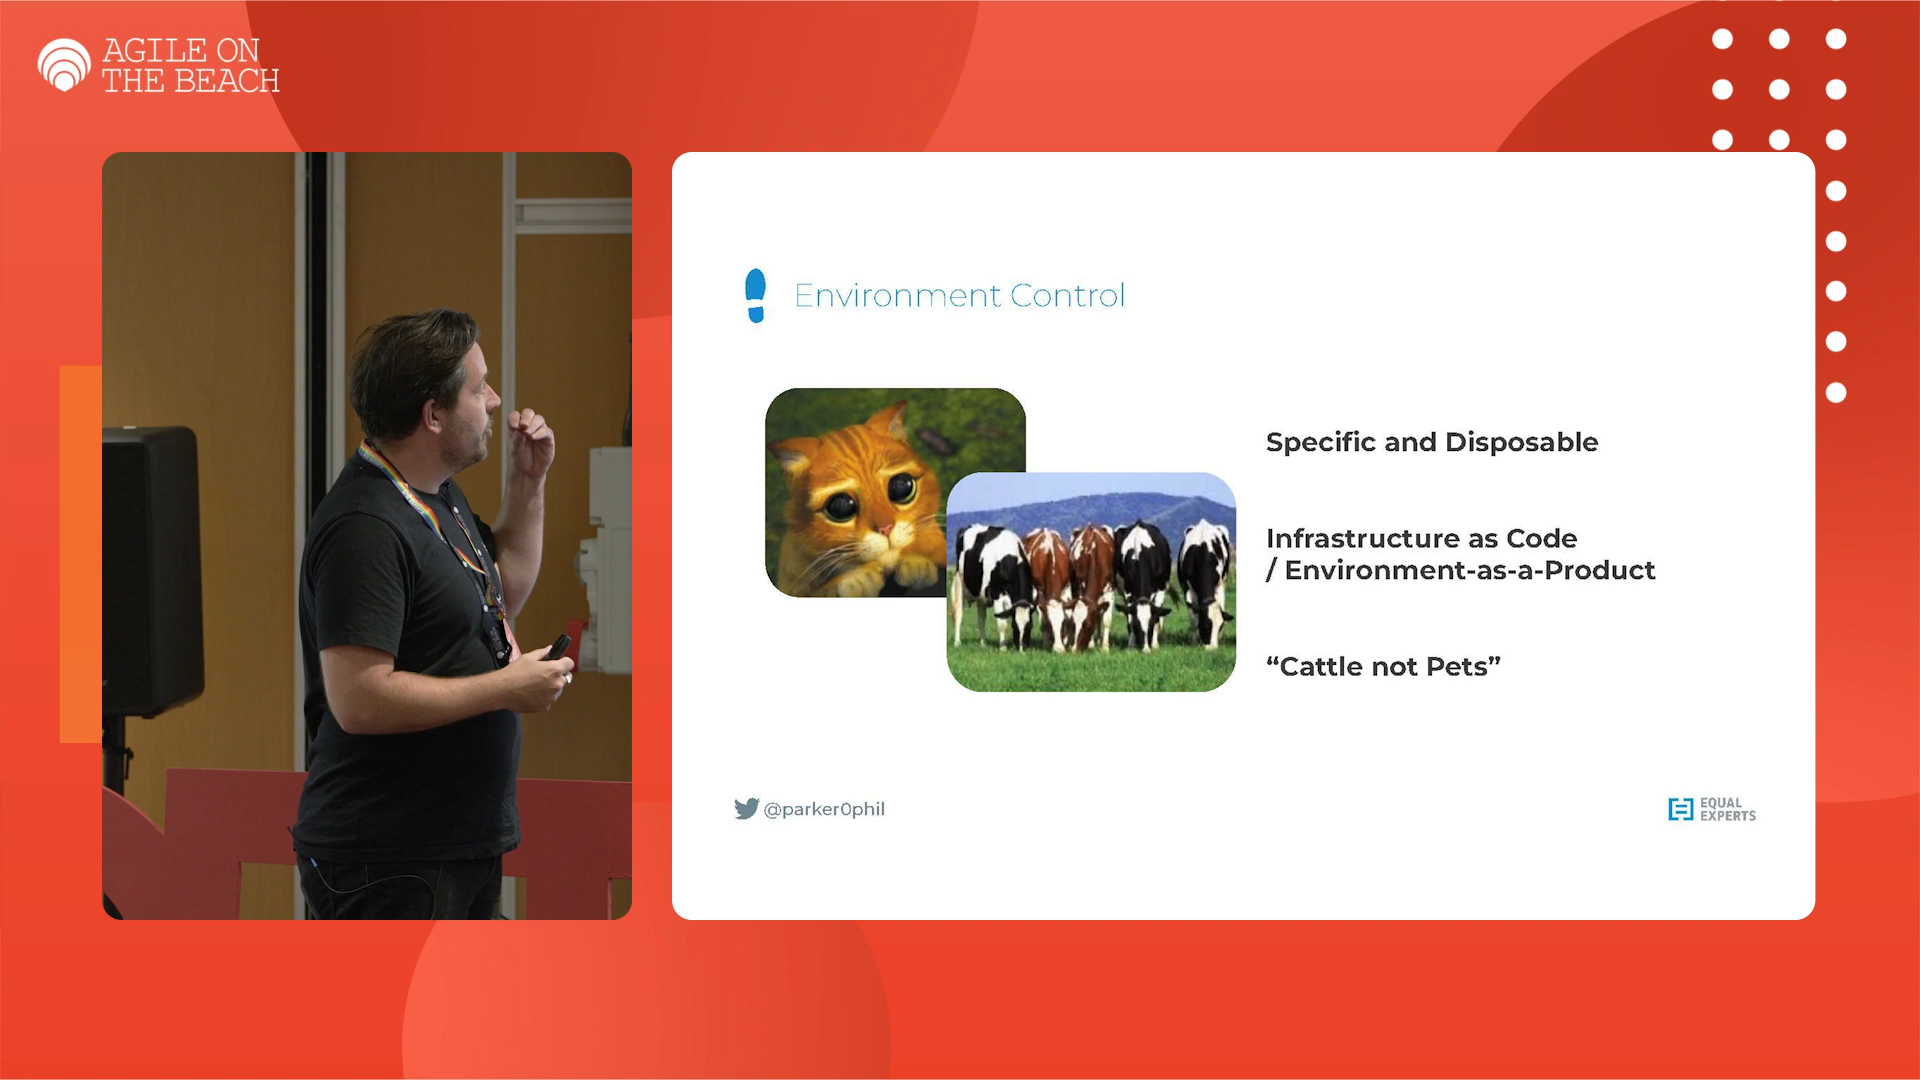 AGILE ON
THE BEACH
Environment Control
Specific and Disposable
Infrastructure as Code
/ Environment-as-a-Product
“Cattle not Pets”
@parker0phil
EQUAL
EXPERTS